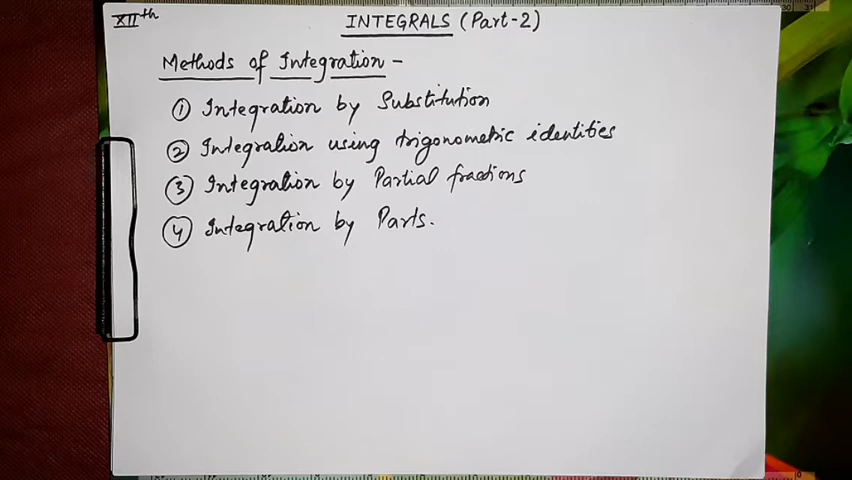 XIIth
INTEGRALS (Part-2)
Methods of Integration -
① Integration by Substitution
② Integration using trigonometric identities
③ Integration by Partial fractions
④ Integration by Parts.